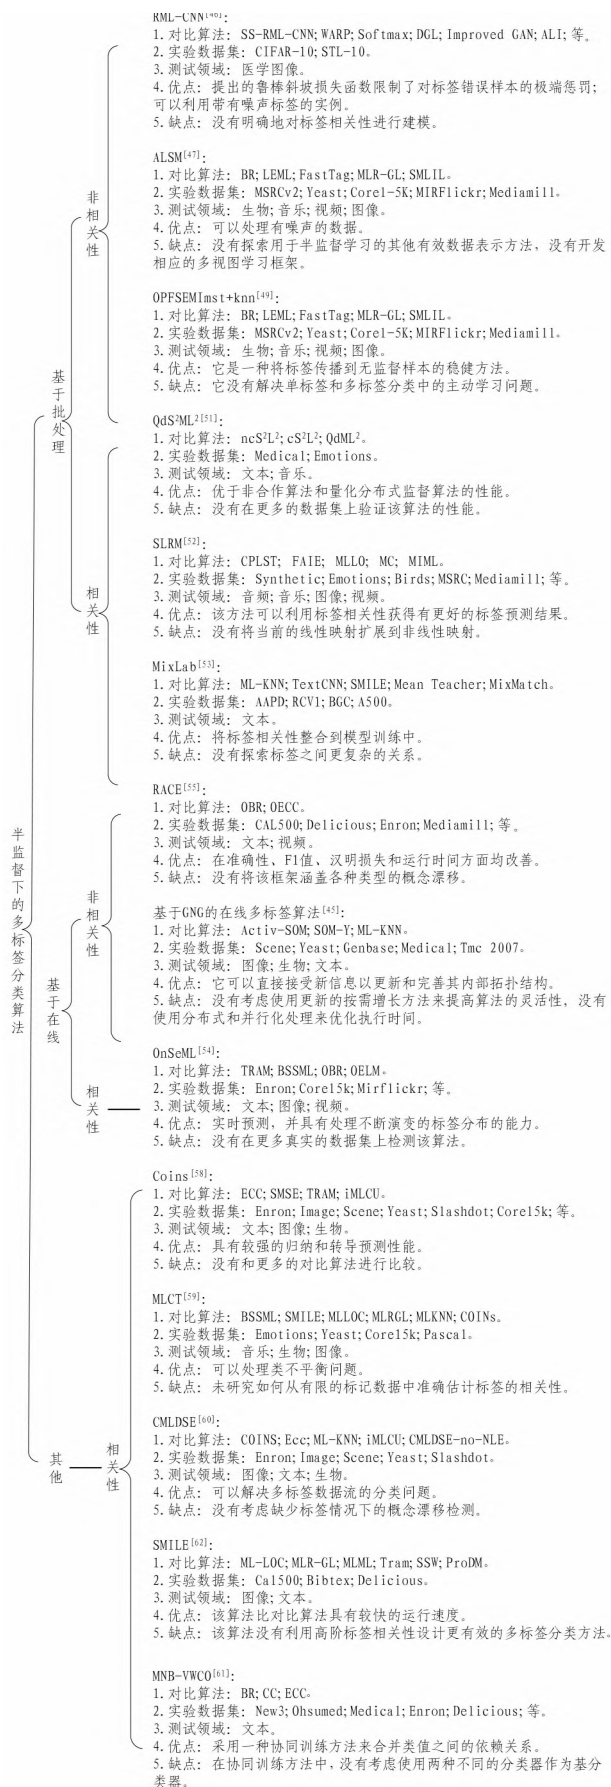 RML-CNN[46]:
1.对比算法：SS-RML-CNN;WARP;Softmax;DGL;Improved GAN;ALI;等。
2.实验数据集：CIFAR-10;STL-10。
3.测试领域：医学图像。
4.优点：提出的鲁棒斜坡损失函数限制了对标签错误样本的极端惩罚;
可以利用带有噪声标签的实例。
5.缺点：没有明确地对标签相关性进行建模。
ALSM[47]:
1.对比算法：BR;LEML;FastTag;MLR-GL;SMLIL。
2.实验数据集：MSRCv2;Yeast;Corel-5K;MIRFlickr;Mediamill。
3.测试领域：生物;音乐;视频;图像。
4.优点：可以处理有噪声的数据。
5.缺点：没有探索用于半监督学习的其他有效数据表示方法，没有开发
相应的多视图学习框架。
非相关性
OPFSEMImst+knn[49]:
1.对比算法：BR;LEML;FastTag;MLR-GL;SMLIL。
2.实验数据集：MSRCv2;Yeast;Corel-5K;MIRFlickr;Mediamill。
3.测试领域：生物;音乐;视频;图像。
4.优点：它是一种将标签传播到无监督样本的稳健方法。
5.缺点：它没有解决单标签和多标签分类中的主动学习问题。
基于批处理
QdS²ML²[51]:
1.对比算法：ncS²L²;cS²L²;QdML²。
2.实验数据集：Medical;Emotions。
3.测试领域：文本;音乐。
4.优点：优于非合作算法和量化分布式监督算法的性能。
5.缺点：没有在更多的数据集上验证该算法的性能。
SLRM[52]:
1.对比算法：CPLST; FAIE; MLLO; MC; MIML。
2.实验数据集：Synthetic;Emotions;Birds;MSRC;Mediamill;等。
3.测试领域：音频;音乐;图像;视频。
4.优点：该方法可以利用标签相关性获得有更好的标签预测结果。
5.缺点：没有将当前的线性映射扩展到非线性映射。
相关性
MixLab[53]:
1.对比算法：ML-KNN;TextCNN;SMILE;Mean Teacher;MixMatch。
2.实验数据集：AAPD;RCV1;BGC;A500。
3.测试领域：文本。
4.优点：将标签相关性整合到模型训练中。
5.缺点：没有探索标签之间更复杂的关系。
半监督下的多标签分类算法
RACE[55]:
1.对比算法：OBR;OECC。
2.实验数据集：CAL500;Delicious;Enron;Mediamill;等。
3.测试领域：文本;视频。
4.优点：在准确性、F1值、汉明损失和运行时间方面均改善。
5.缺点：没有将该框架涵盖各种类型的概念漂移。
非相关性
基于GNG的在线多标签算法[45]:
1.对比算法：Activ-SOM;SOM-Y;ML-KNN。
2.实验数据集：Scene;Yeast;Genbase;Medical;Tmc 2007。
3.测试领域：图像;生物;文本。
4.优点：它可以直接接受新信息以更新和完善其内部拓扑结构。
5.缺点：没有考虑使用更新的按需增长方法来提高算法的灵活性，没有
使用分布式和并行化处理来优化执行时间。
基于在线
OnSeML[54]:
1.对比算法：TRAM;BSSML;OBR;OELM。
2.实验数据集：Enron;Corel5k;Mirflickr;等。
3.测试领域：文本;图像;视频。
4.优点：实时预测，并具有处理不断演变的标签分布的能力。
5.缺点：没有在更多真实的数据集上检测该算法。
相关性
Coins[58]:
1.对比算法：ECC;SMSE;TRAM;iMLCU。
2.实验数据集：Enron;Image;Scene;Yeast;Slashdot;Corel5k;等。
3.测试领域：文本;图像;生物。
4.优点：具有较强的归纳和转导预测性能。
5.缺点：没有和更多的对比算法进行比较。
MLCT[59]:
1.对比算法：BSSML;SMILE;MLLOC;MLRGL;MLKNN;COINs。
2.实验数据集：Emotions;Yeast;Corel5k;Pascal。
3.测试领域：音乐;生物;图像。
4.优点：可以处理类不平衡问题。
5.缺点：未研究如何从有限的标记数据中准确估计标签的相关性。
其他
相关性
CMLDSE[60]:
1.对比算法：COINS;Ecc;ML-KNN;iMLCU;CMLDSE-no-NLE。
2.实验数据集：Enron;Image;Scene;Yeast;Slashdot。
3.测试领域：图像;文本;生物。
4.优点：可以解决多标签数据流的分类问题。
5.缺点：没有考虑缺少标签情况下的概念漂移检测。
SMILE[62]:
1.对比算法：ML-LOC;MLR-GL;MLML;Tram;SSW;ProDM。
2.实验数据集：Cal500;Bibtex;Delicious。
3.测试领域：图像;文本。
4.优点：该算法比对比算法具有较快的运行速度。
5.缺点：该算法没有利用高阶标签相关性设计更有效的多标签分类方法。
MNB-VWCO[61]:
1.对比算法：BR;CC;ECC。
2.实验数据集：New3;Ohsumed;Medical;Enron;Delicious;等。
3.测试领域：文本。
4.优点：采用一种协同训练方法来合并类值之间的依赖关系。
5.缺点：在协同训练方法中，没有考虑使用两种不同的分类器作为基分
类器。